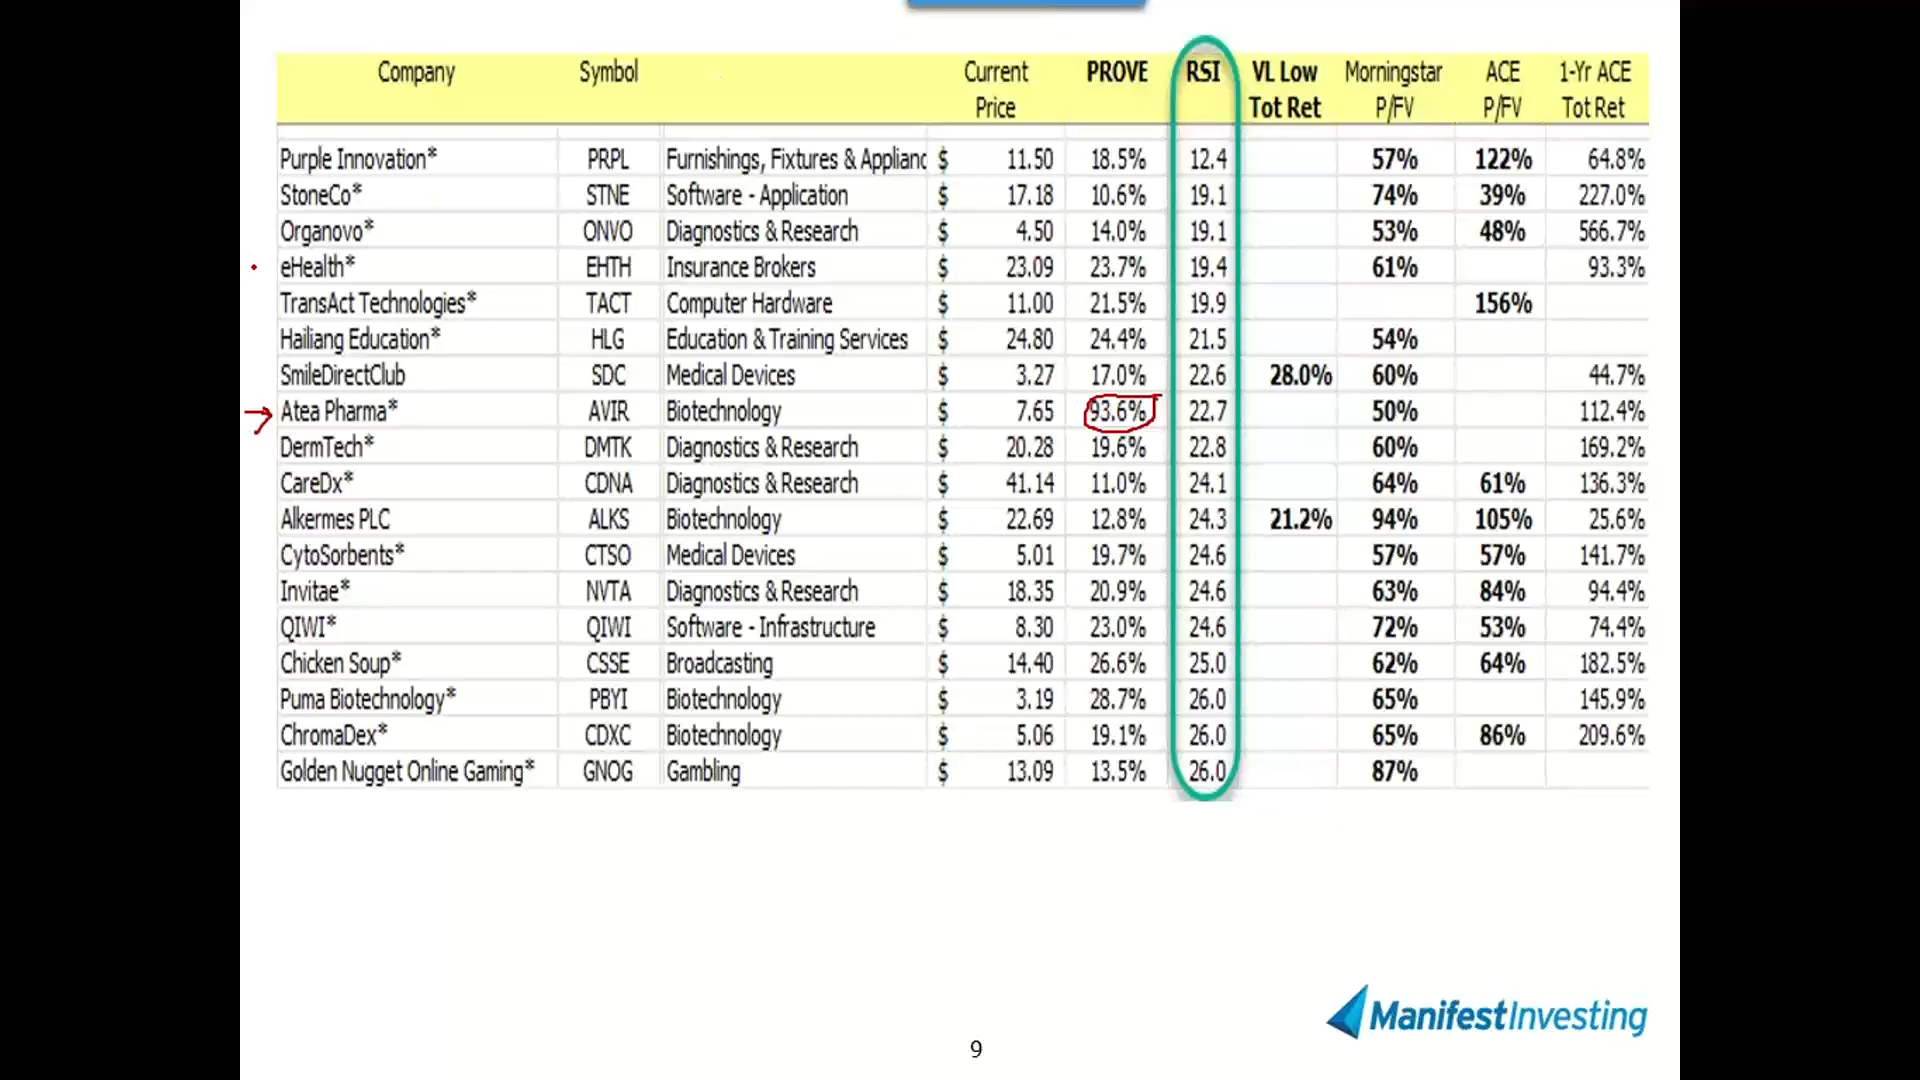 Company Symbol Current Price PROVE RSI VL Low Tot Ret Morningstar P/FV ACE P/FV 1-Yr ACE Tot Ret
Purple Innovation* PRPL Furnishings, Fixtures & Applianc $ 11.50 18.5% 12.4 57% 122% 64.8%
StoneCo* STNE Software - Application $ 17.18 10.6% 19.1 74% 39% 227.0%
Organovo* ONVO Diagnostics & Research $ 4.50 14.0% 19.1 53% 48% 566.7%
eHealth* EHTH Insurance Brokers $ 23.09 23.7% 19.4 61% 93.3%
TransAct Technologies* TACT Computer Hardware $ 11.00 21.5% 19.9 156%
Hailiang Education* HLG Education & Training Services $ 24.80 24.4% 21.5 54%
SmileDirectClub SDC Medical Devices $ 3.27 17.0% 22.6 28.0% 60% 44.7%
Atea Pharma* AVIR Biotechnology $ 7.65 93.6% 22.7 50% 112.4%
DermTech* DMTK Diagnostics & Research $ 20.28 19.6% 22.8 60% 169.2%
CareDx* CDNA Diagnostics & Research $ 41.14 11.0% 24.1 64% 61% 136.3%
Alkermes PLC ALKS Biotechnology $ 22.69 12.8% 24.3 21.2% 94% 105% 25.6%
CytoSorbents* CTSO Medical Devices $ 5.01 19.7% 24.6 57% 57% 141.7%
Invitae* NVTA Diagnostics & Research $ 18.35 20.9% 24.6 63% 84% 94.4%
QIWI* QIWI Software - Infrastructure $ 8.30 23.0% 24.6 72% 53% 74.4%
Chicken Soup* CSSE Broadcasting $ 14.40 26.6% 25.0 62% 64% 182.5%
Puma Biotechnology* PBYI Biotechnology $ 3.19 28.7% 26.0 65% 145.9%
ChromaDex* CDXC Biotechnology $ 5.06 19.1% 26.0 65% 86% 209.6%
Golden Nugget Online Gaming* GNOG Gambling $ 13.09 13.5% 26.0 87%
ManifestInvesting
9